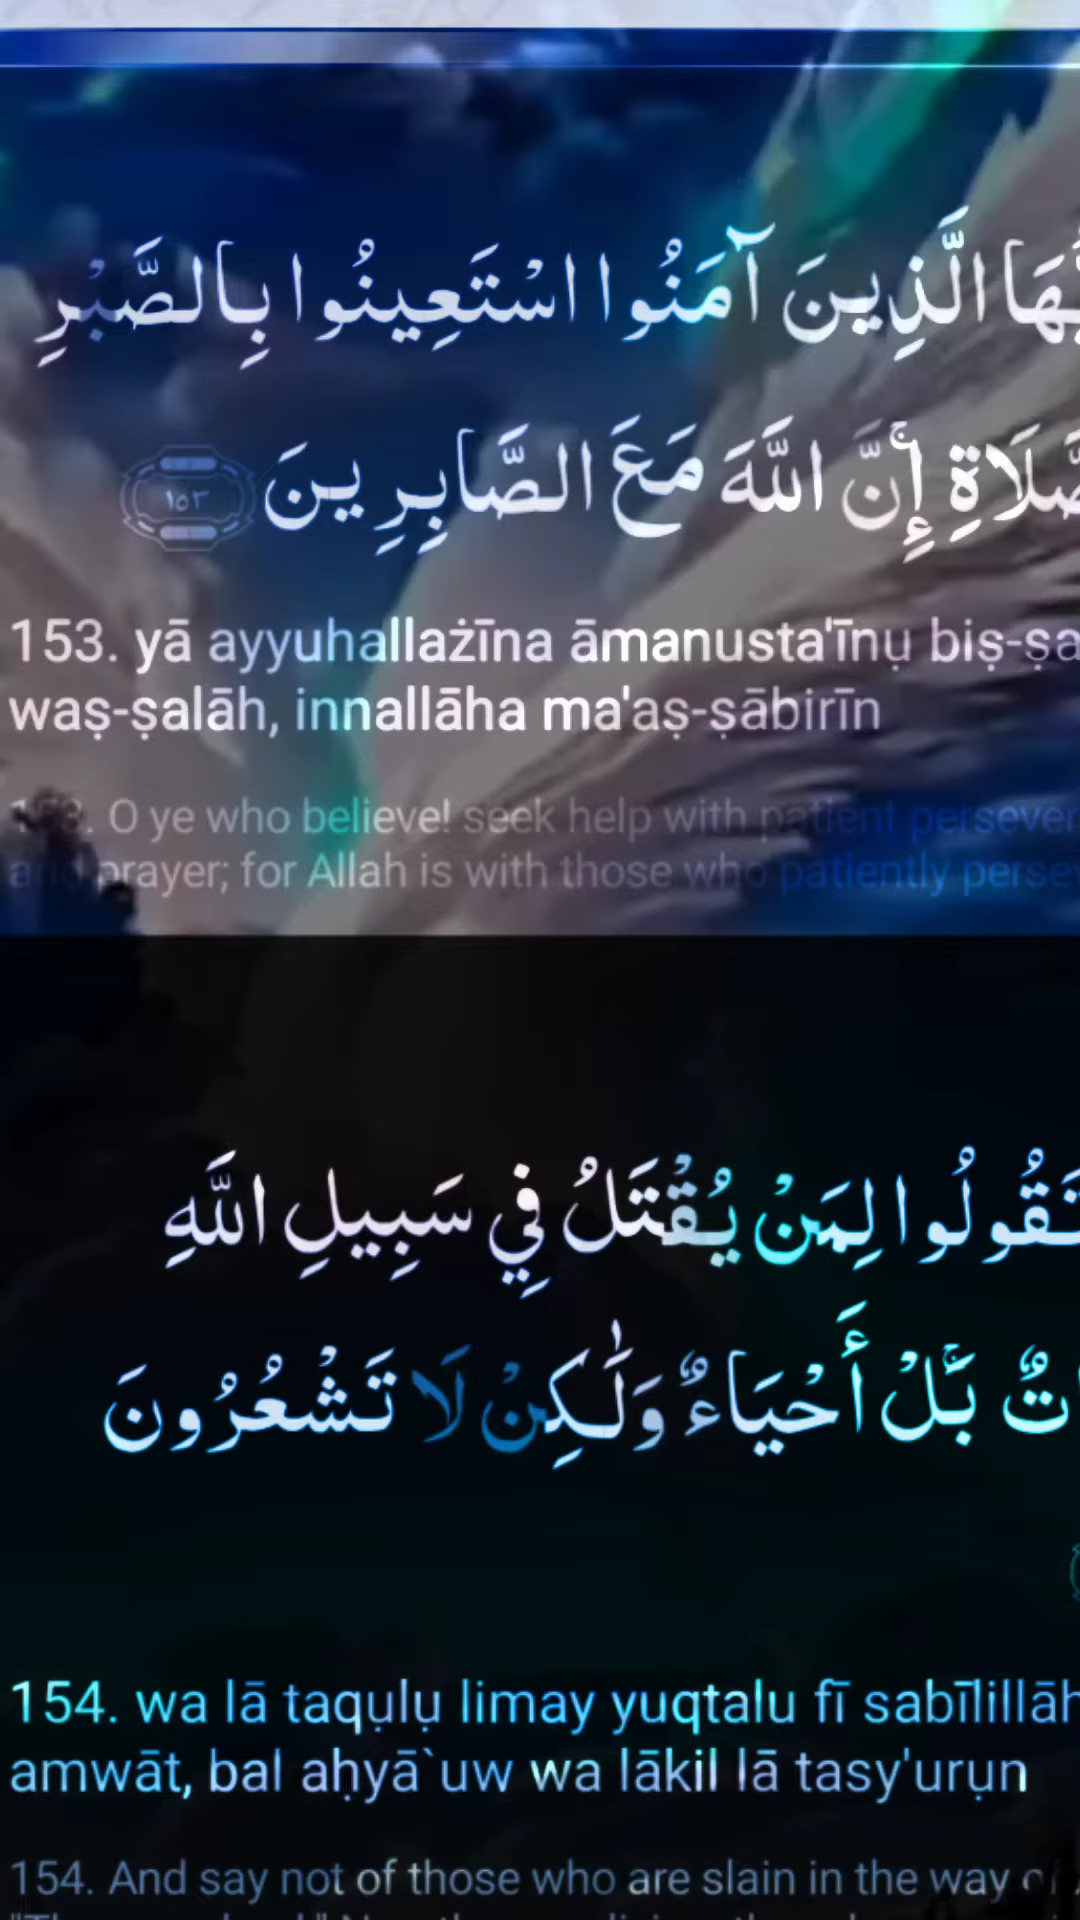 الَّذِينَ آمَنُوا اسْتَعِينُوا بِالصَّبْرِ
إِنَّ اللَّهَ مَعَ الصَّابِرِينَ ١٥٣
153. yā ayyuhallażīna āmanusta'īnụ biṣ-ṣa
waṣ-ṣalāh, innallāha ma'aṣ-ṣābirīn
153. O ye who believe! seek help with patient persever
and prayer; for Allah is with those who patiently perse
تَقُولُوا لِمَنْ يُقْتَلُ فِي سَبِيلِ اللَّهِ
بَلْ أَحْيَاءٌ وَلَٰكِنْ لَا تَشْعُرُونَ
154. wa lā taqụlụ limay yuqtalu fī sabīlillāh
amwāt, bal aḥyā`uw wa lākil lā tasy'urụn
154. And say not of those who are slain in the way of